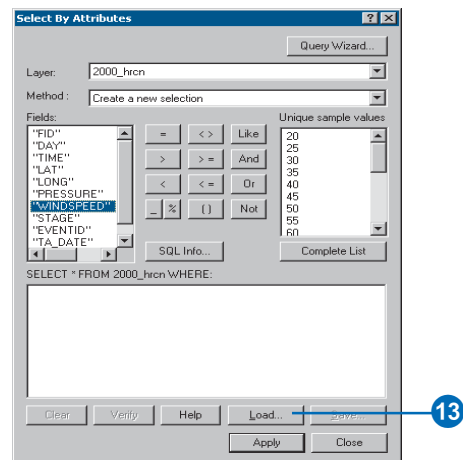 Select By Attributes
Query Wizard...
Layer: 2000_hrcn
Method : Create a new selection
Fields: Unique sample values
"FID"
"DAY"
"TIME"
"LAT"
"LONG"
"PRESSURE"
"WINDSPEED"
"STAGE"
"EVENTID"
"TA_DATE"
= <> Like
> >= And
< <= Or
_ % () Not
SQL Info...
20
25
30
35
40
45
50
55
60
Complete List
SELECT * FROM 2000_hrcn WHERE:
Clear Verify Help Load... Save...
13
Apply Close